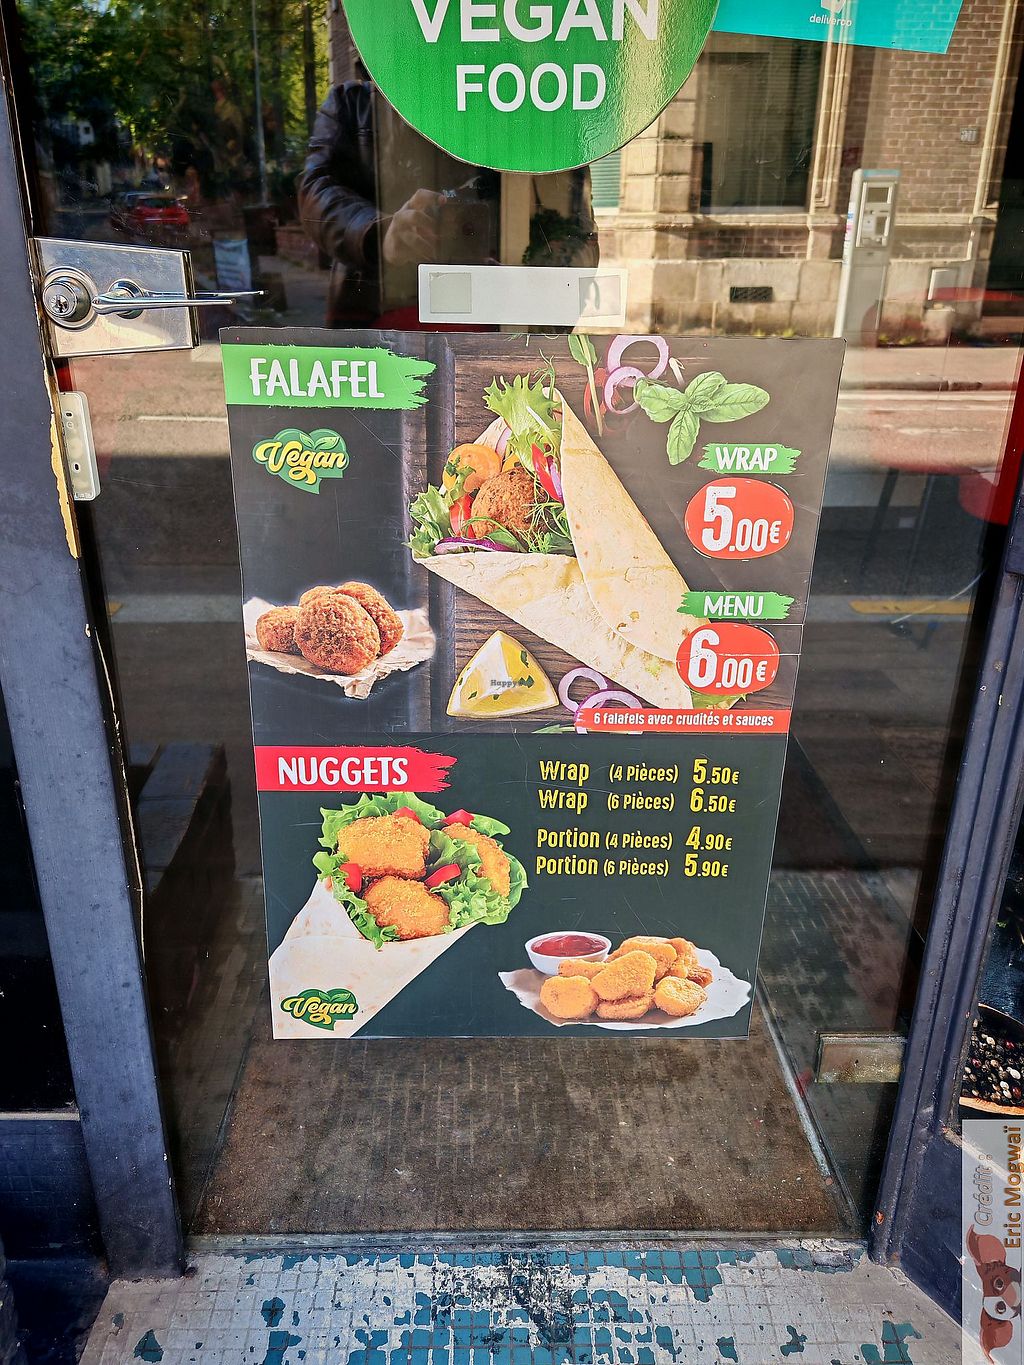 VEGAN
FOOD
deliveroo
FALAFEL
Vegan
WRAP
5.00€
MENU
6.00€
6 falafels avec crudités et sauces
NUGGETS
Wrap (4 Pièces) 5.50€
Wrap (6 Pièces) 6.50€
Portion (4 Pièces) 4.90€
Portion (6 Pièces) 5.90€
Vegan
Crédit :
Eric Mogwaï